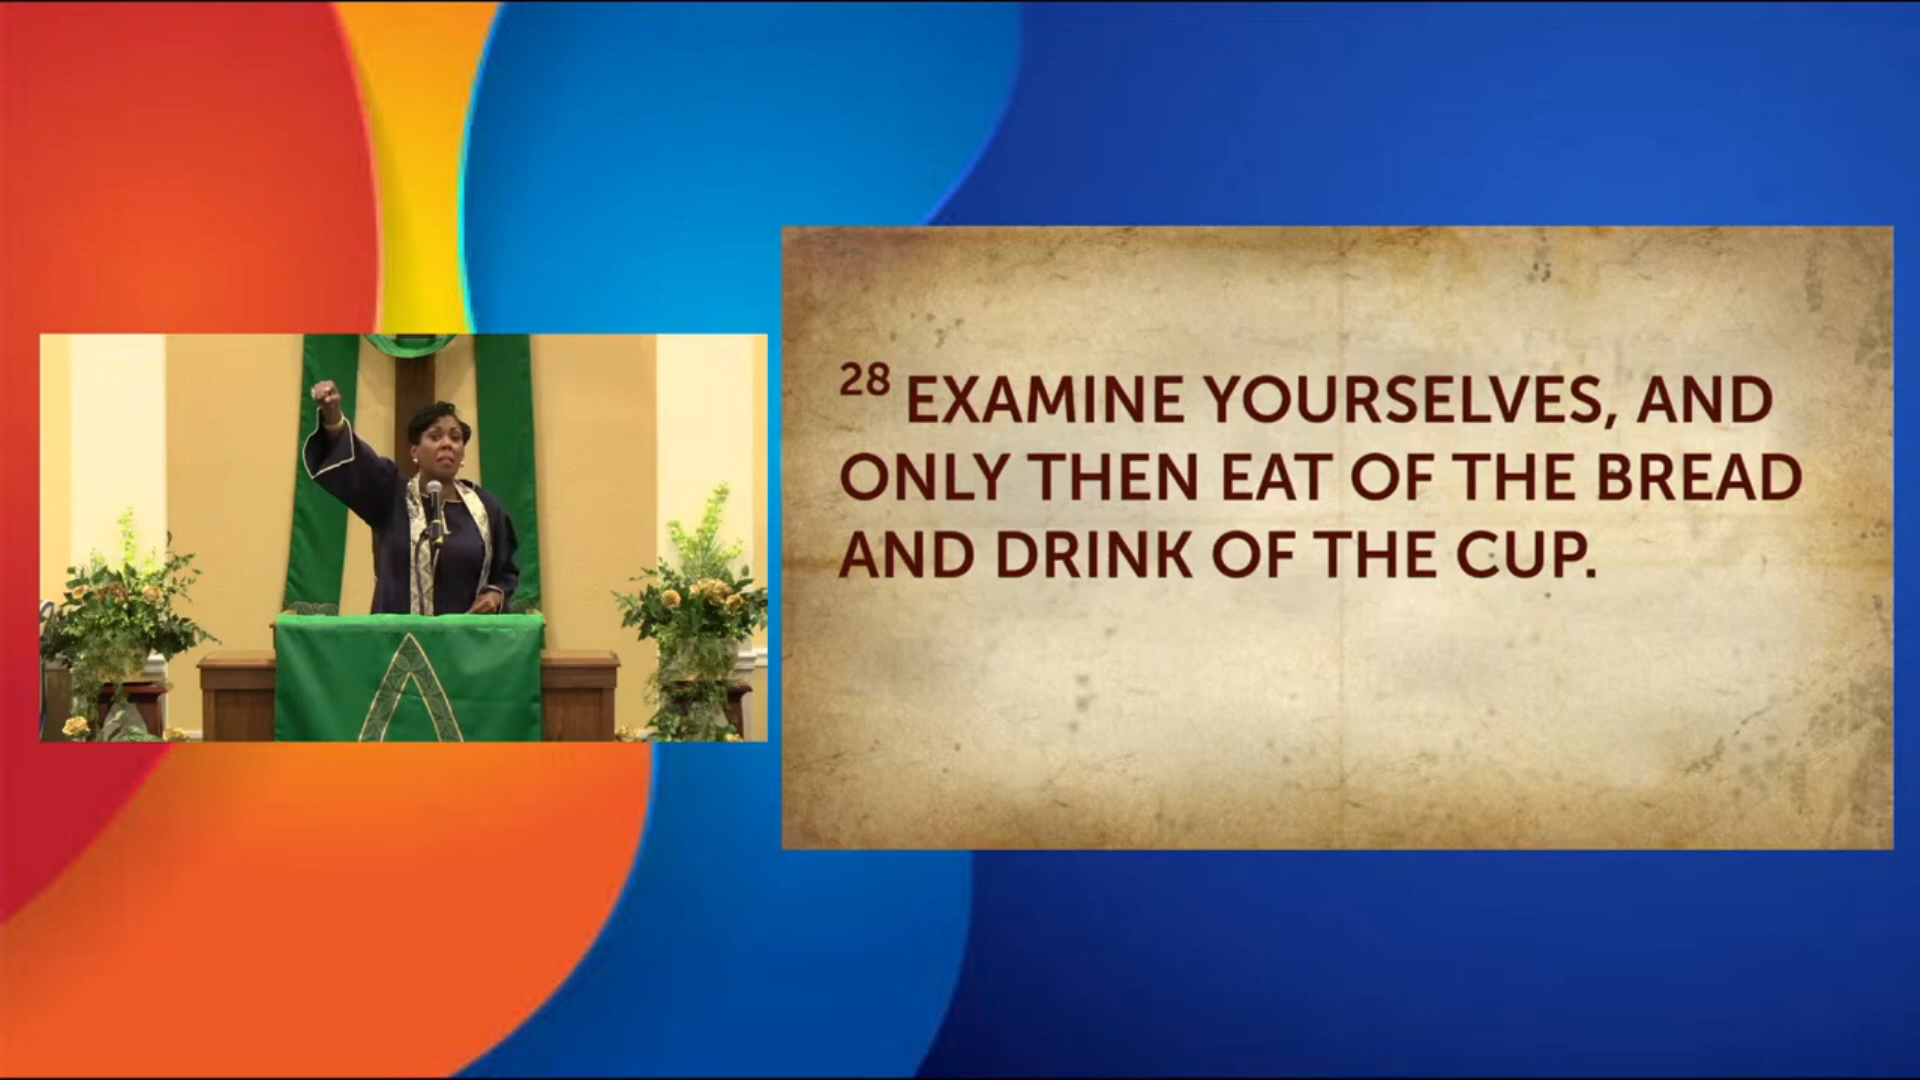 28 EXAMINE YOURSELVES, AND
ONLY THEN EAT OF THE BREAD
AND DRINK OF THE CUP.